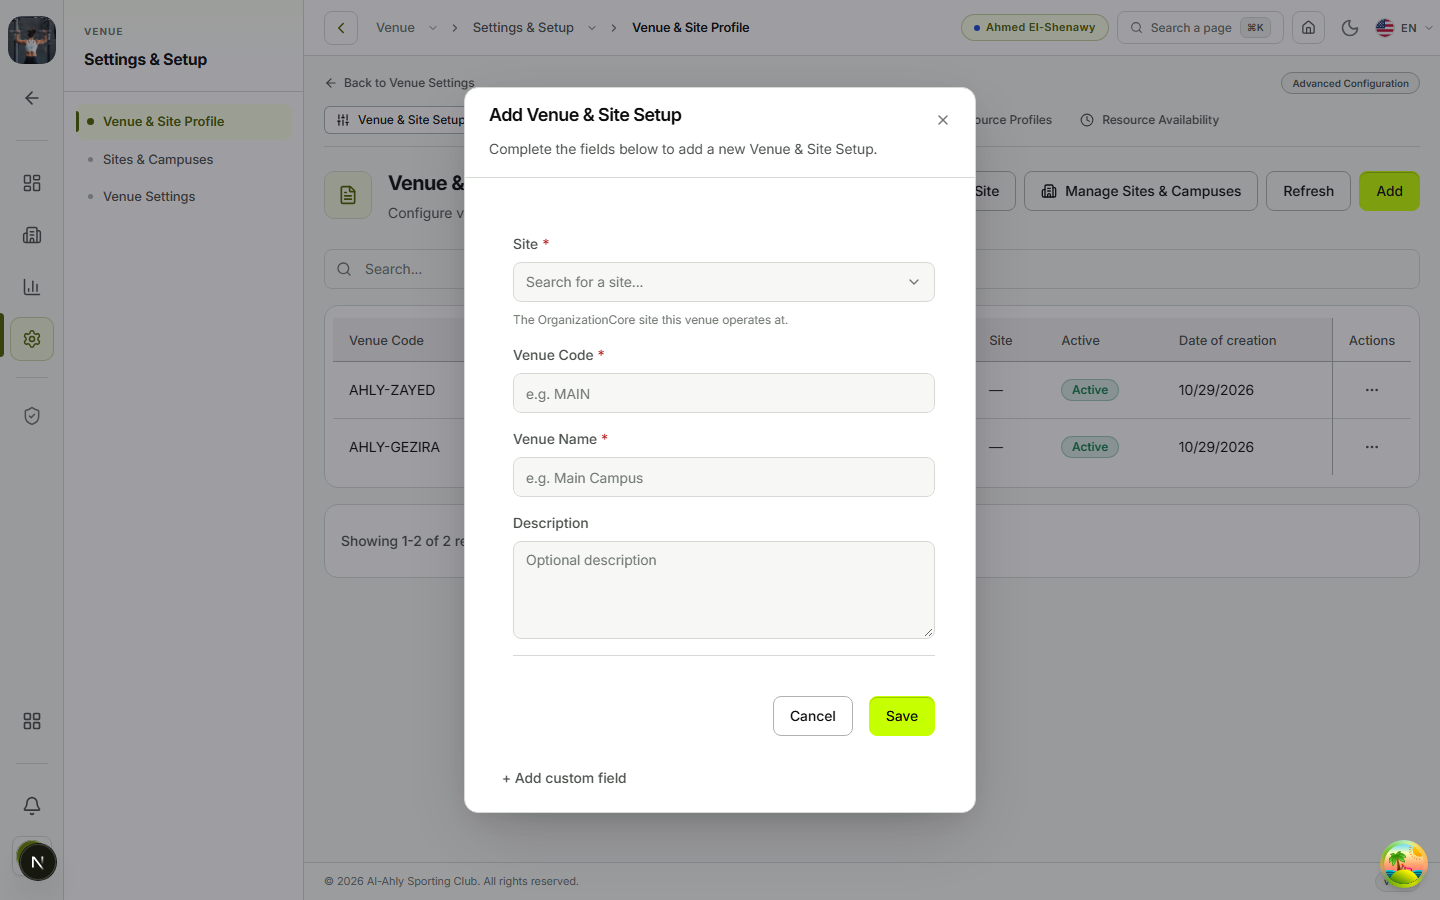 VENUE
Settings & Setup
Venue & Site Profile
Sites & Campuses
Venue Settings
Venue
Settings & Setup
Venue & Site Profile
Ahmed El-Shenawy
Search a page
⌘K
EN
Back to Venue Settings
Advanced Configuration
Venue & Site Setup
ource Profiles
Resource Availability
Venue &
Configure v
Site
Manage Sites & Campuses
Refresh
Add
Search...
Venue Code
Site
Active
Date of creation
Actions
AHLY-ZAYED
—
Active
10/29/2026
AHLY-GEZIRA
—
Active
10/29/2026
Showing 1-2 of 2 re
Add Venue & Site Setup
Complete the fields below to add a new Venue & Site Setup.
Site *
Search for a site...
The OrganizationCore site this venue operates at.
Venue Code *
e.g. MAIN
Venue Name *
e.g. Main Campus
Description
Optional description
Cancel
Save
+ Add custom field
N
© 2026 Al-Ahly Sporting Club. All rights reserved.